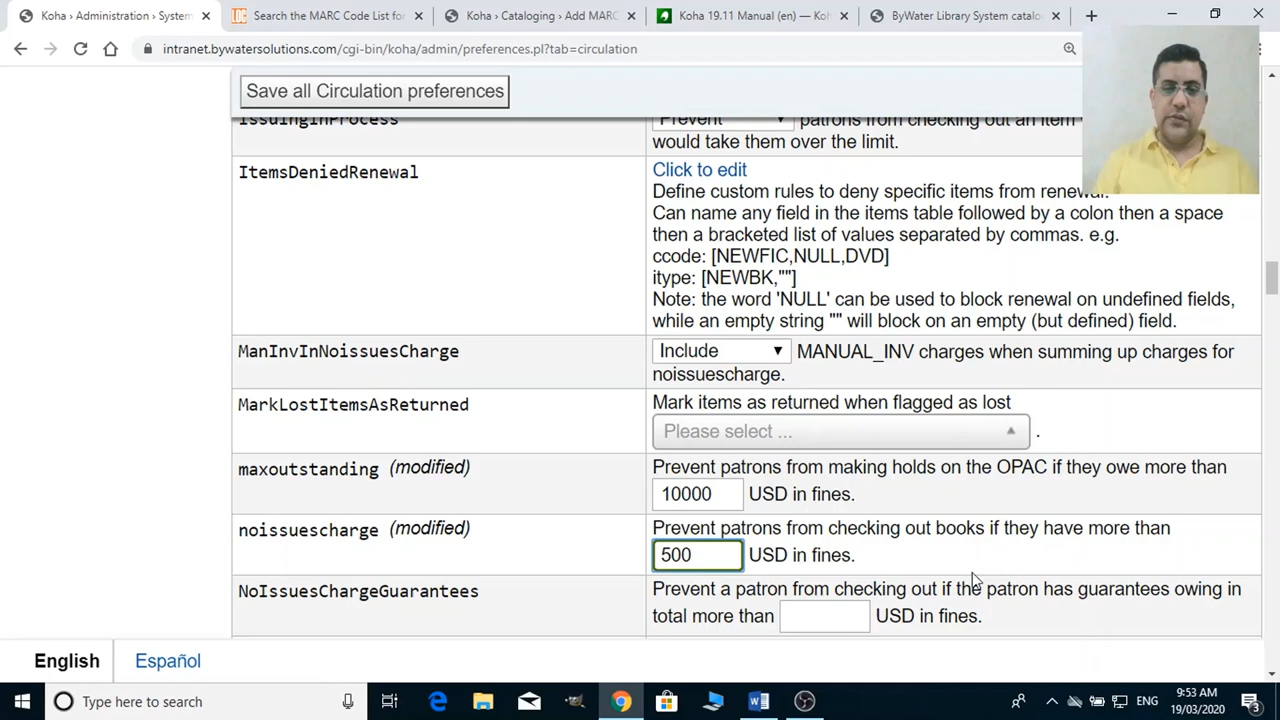 Koha › Administration › System
Search the MARC Code List for
Koha › Cataloging › Add MARC
Koha 19.11 Manual (en) — Koh
ByWater Library System catalo
intranet.bywatersolutions.com/cgi-bin/koha/admin/preferences.pl?tab=circulation
Save all Circulation preferences
IssuingInProcess
Prevent patrons from checking out an item
would take them over the limit.
ItemsDeniedRenewal
Click to edit
Define custom rules to deny specific items from renewal.
Can name any field in the items table followed by a colon then a space
then a bracketed list of values separated by commas. e.g.
ccode: [NEWFIC,NULL,DVD]
itype: [NEWBK,""]
Note: the word 'NULL' can be used to block renewal on undefined fields,
while an empty string "" will block on an empty (but defined) field.
ManInvInNoissuesCharge
Include MANUAL_INV charges when summing up charges for
noissuescharge.
MarkLostItemsAsReturned
Mark items as returned when flagged as lost
Please select ... .
maxoutstanding (modified)
Prevent patrons from making holds on the OPAC if they owe more than
10000 USD in fines.
noissuescharge (modified)
Prevent patrons from checking out books if they have more than
500 USD in fines.
NoIssuesChargeGuarantees
Prevent a patron from checking out if the patron has guarantees owing in
total more than USD in fines.
English Español
Type here to search
ENG
9:53 AM
19/03/2020
3